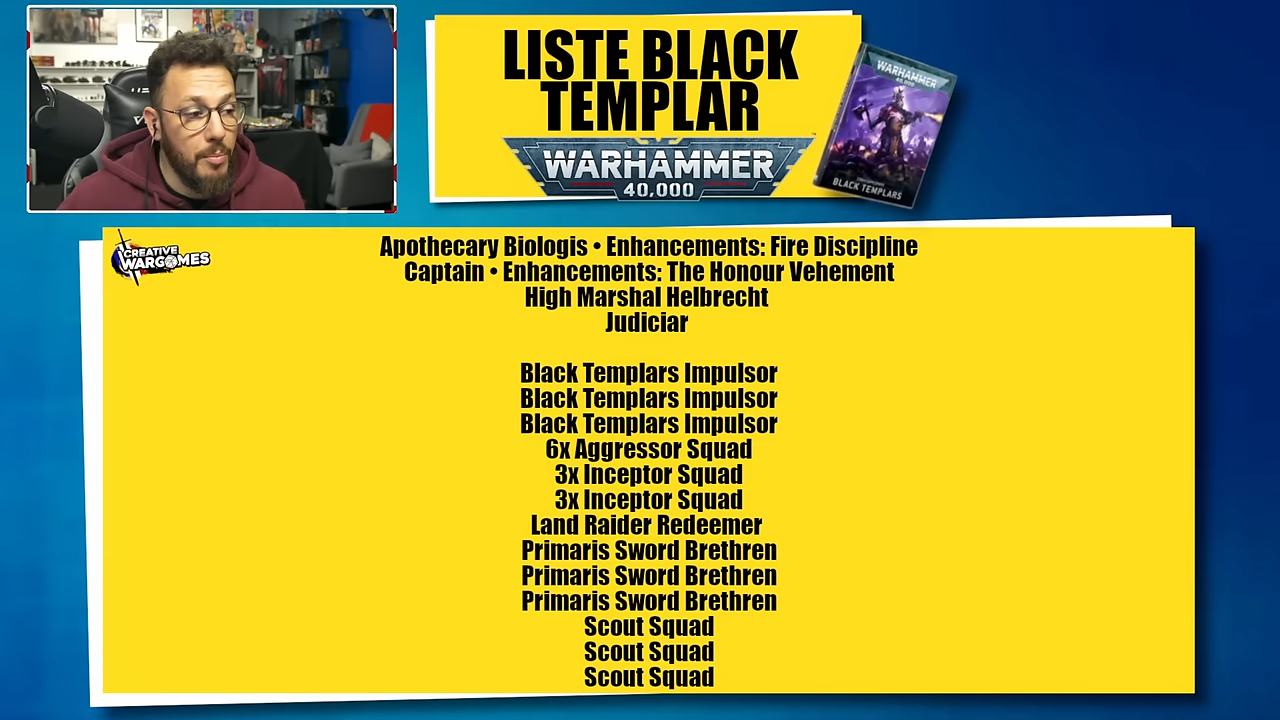 LISTE BLACK
TEMPLAR
WARHAMMER
40,000
WARHAMMER
40,000
BLACK TEMPLARS
CREATIVE
WARGOMES
Apothecary Biologis • Enhancements: Fire Discipline
Captain • Enhancements: The Honour Vehement
High Marshal Helbrecht
Judiciar
Black Templars Impulsor
Black Templars Impulsor
Black Templars Impulsor
6x Aggressor Squad
3x Inceptor Squad
3x Inceptor Squad
Land Raider Redeemer
Primaris Sword Brethren
Primaris Sword Brethren
Primaris Sword Brethren
Scout Squad
Scout Squad
Scout Squad